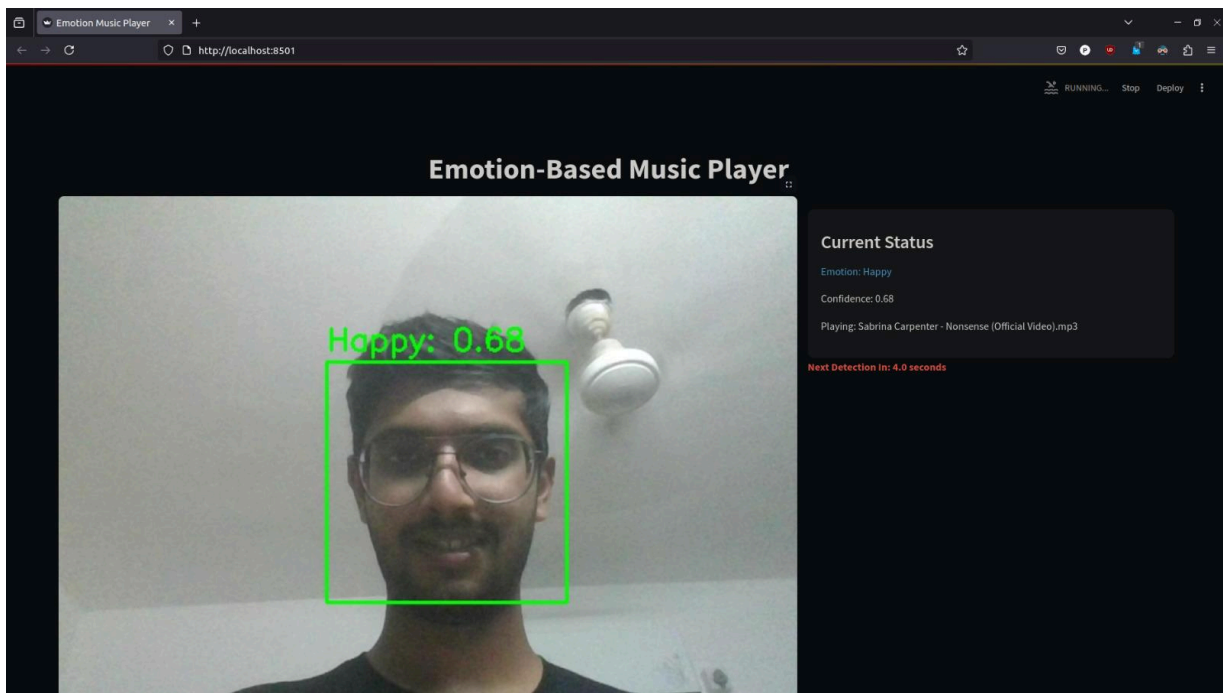 Emotion Music Player
http://localhost:8501
RUNNING... Stop Deploy
Emotion-Based Music Player
Happy: 0.68
Current Status
Emotion: Happy
Confidence: 0.68
Playing: Sabrina Carpenter - Nonsense (Official Video).mp3
Next Detection In: 4.0 seconds